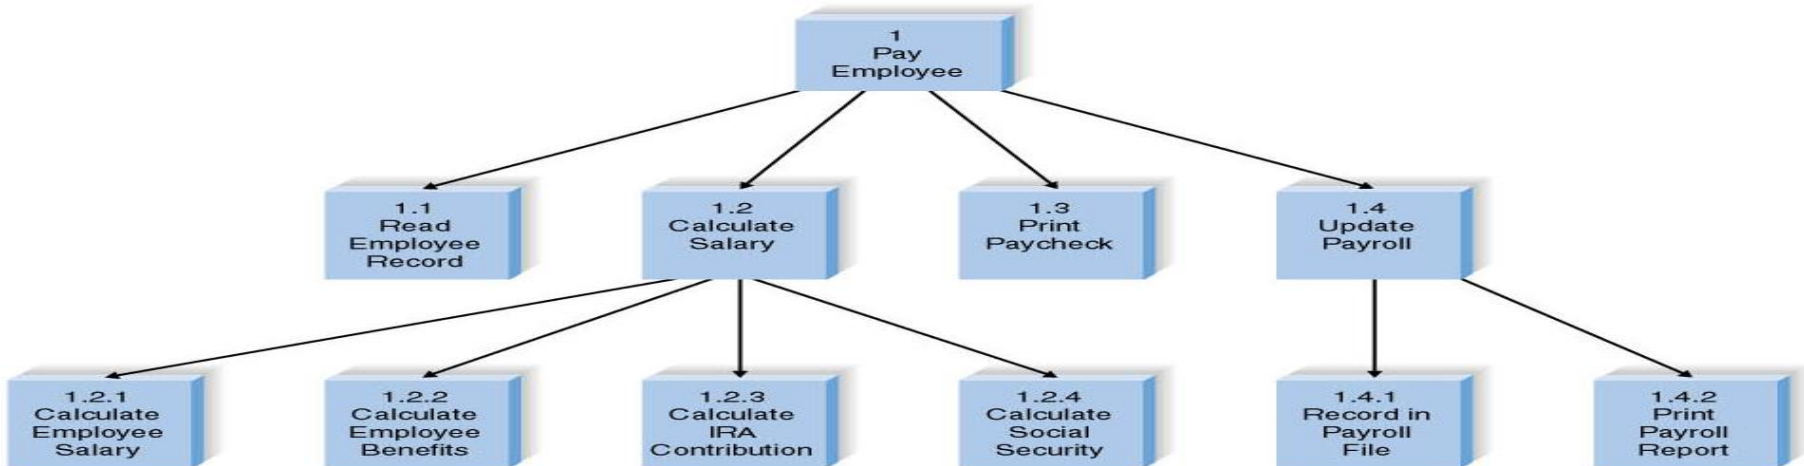 1
Pay
Employee
1.1
Read
Employee
Record
1.2
Calculate
Salary
1.3
Print
Paycheck
1.4
Update
Payroll
1.2.1
Calculate
Employee
Salary
1.2.2
Calculate
Employee
Benefits
1.2.3
Calculate
IRA
Contribution
1.2.4
Calculate
Social
Security
1.4.1
Record in
Payroll
File
1.4.2
Print
Payroll
Report